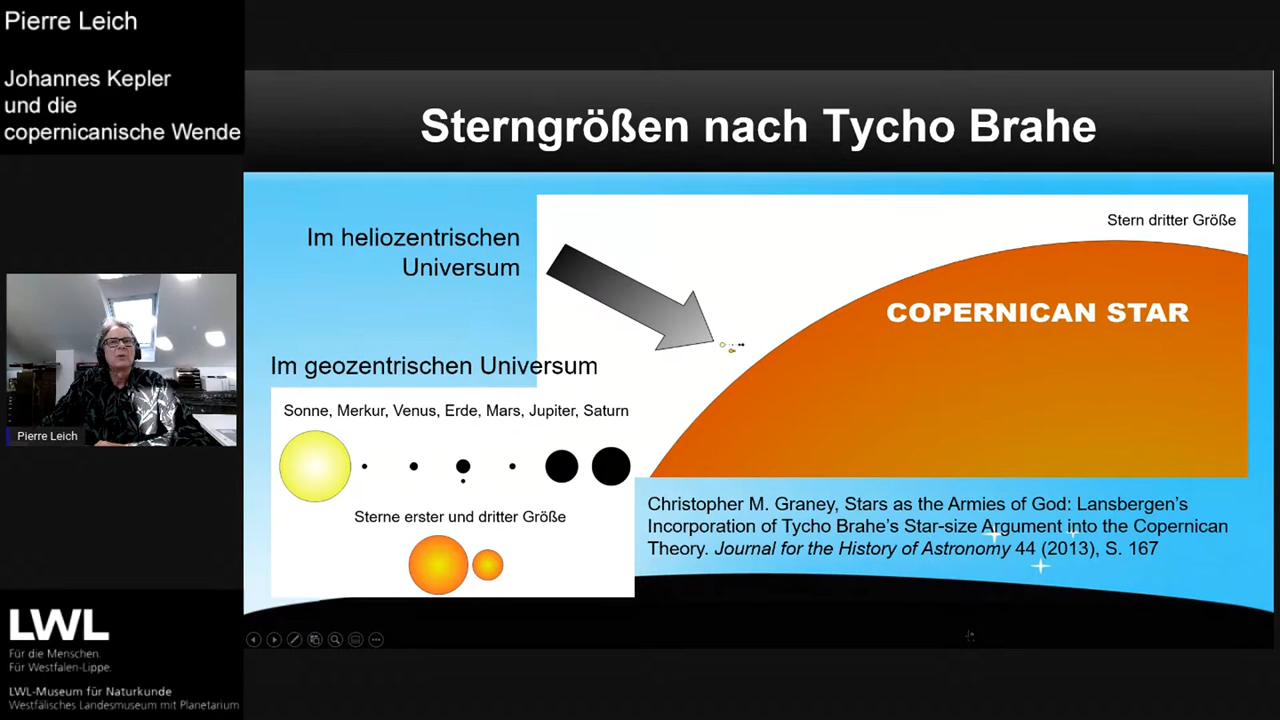 Pierre Leich
Johannes Kepler
und die
copernicanische Wende
Sterngrößen nach Tycho Brahe
Im heliozentrischen
Universum
Stern dritter Größe
COPERNICAN STAR
Im geozentrischen Universum
Sonne, Merkur, Venus, Erde, Mars, Jupiter, Saturn
Sterne erster und dritter Größe
Christopher M. Graney, Stars as the Armies of God: Lansbergen’s
Incorporation of Tycho Brahe’s Star-size Argument into the Copernican
Theory. Journal for the History of Astronomy 44 (2013), S. 167
Pierre Leich
LWL
Für die Menschen.
Für Westfalen-Lippe.
LWL-Museum für Naturkunde
Westfälisches Landesmuseum mit Planetarium